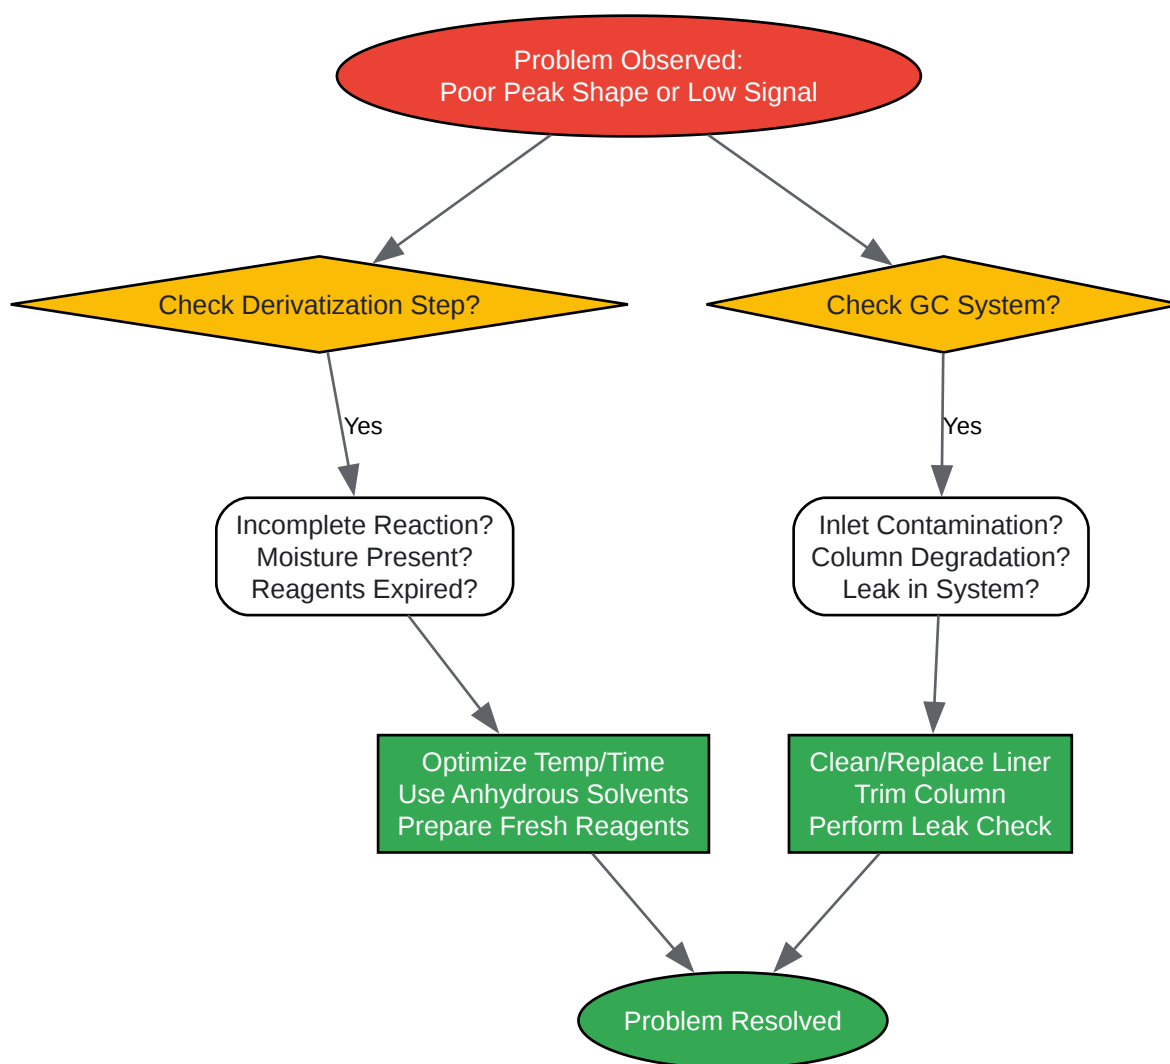 Problem Observed:
Poor Peak Shape or Low Signal
Check Derivatization Step?
Check GC System?
Yes
Yes
Incomplete Reaction?
Moisture Present?
Reagents Expired?
Inlet Contamination?
Column Degradation?
Leak in System?
Optimize Temp/Time
Use Anhydrous Solvents
Prepare Fresh Reagents
Clean/Replace Liner
Trim Column
Perform Leak Check
Problem Resolved